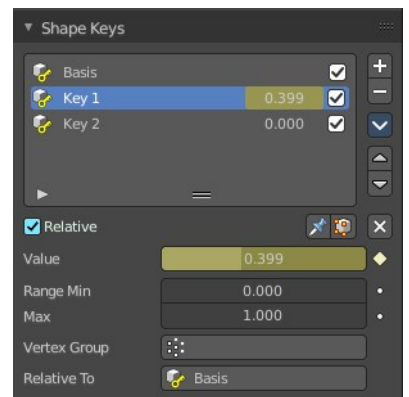 Shape Keys
Basis
Key 1 0.399
Key 2 0.000
Relative
Value 0.399
Range Min 0.000
Max 1.000
Vertex Group
Relative To Basis